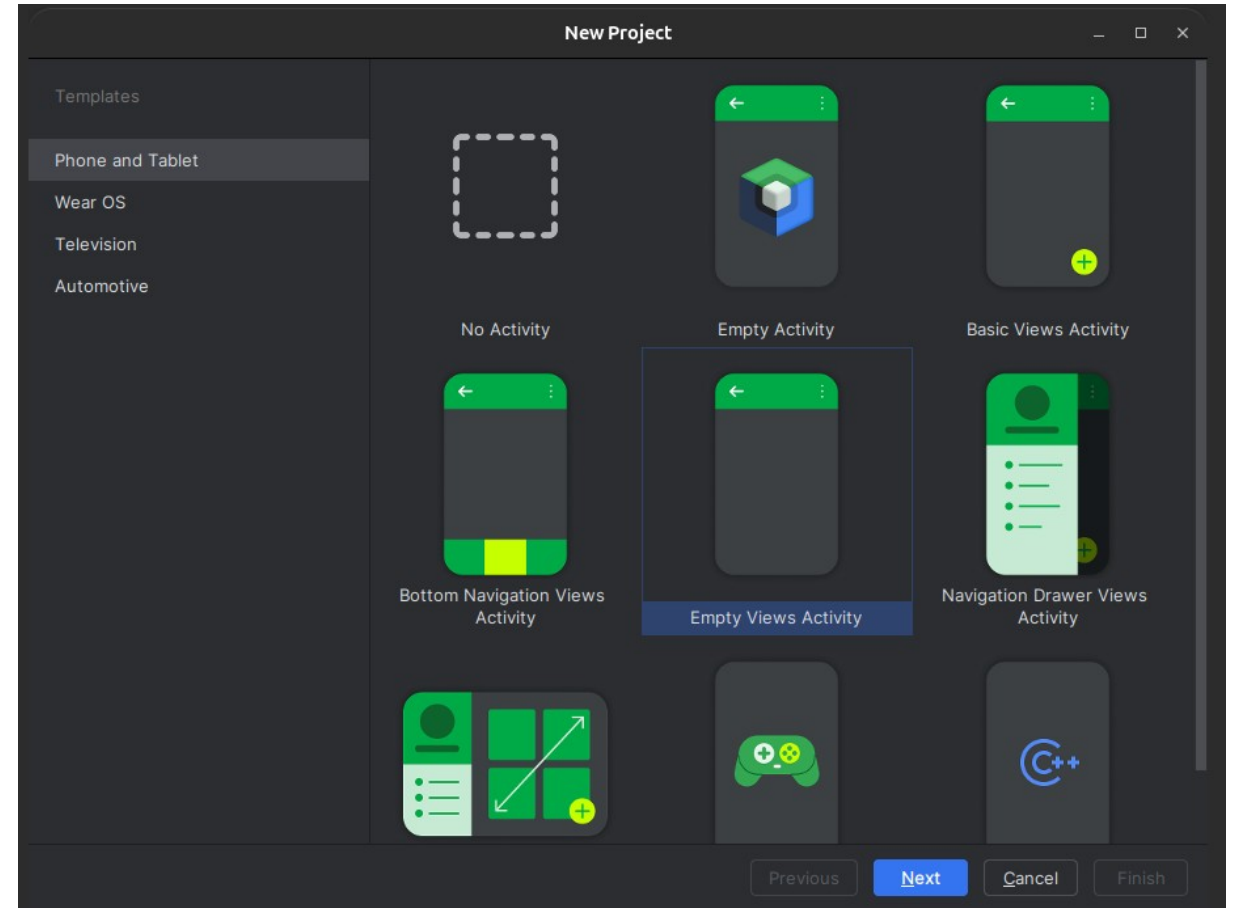 New Project
Templates
Phone and Tablet
Wear OS
Television
Automotive
No Activity
Empty Activity
Basic Views Activity
Bottom Navigation Views
Activity
Empty Views Activity
Navigation Drawer Views
Activity
C++
Previous
Next
Cancel
Finish